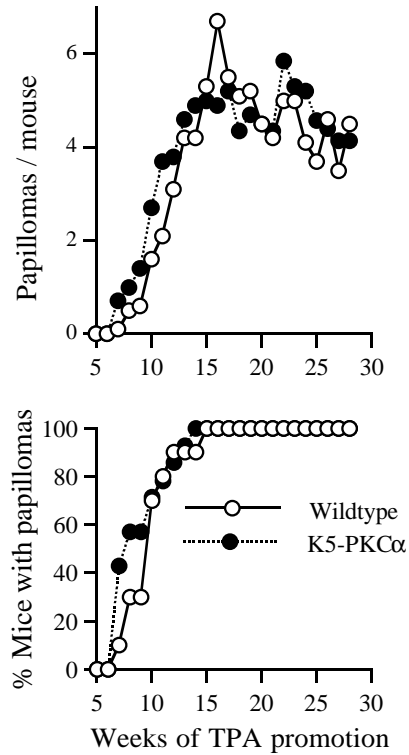 Papillomas / mouse
6
4
2
0
5 10 15 20 25 30
% Mice with papillomas
100
80
60
40
20
0
Wildtype
K5-PKCα
5 10 15 20 25 30
Weeks of TPA promotion